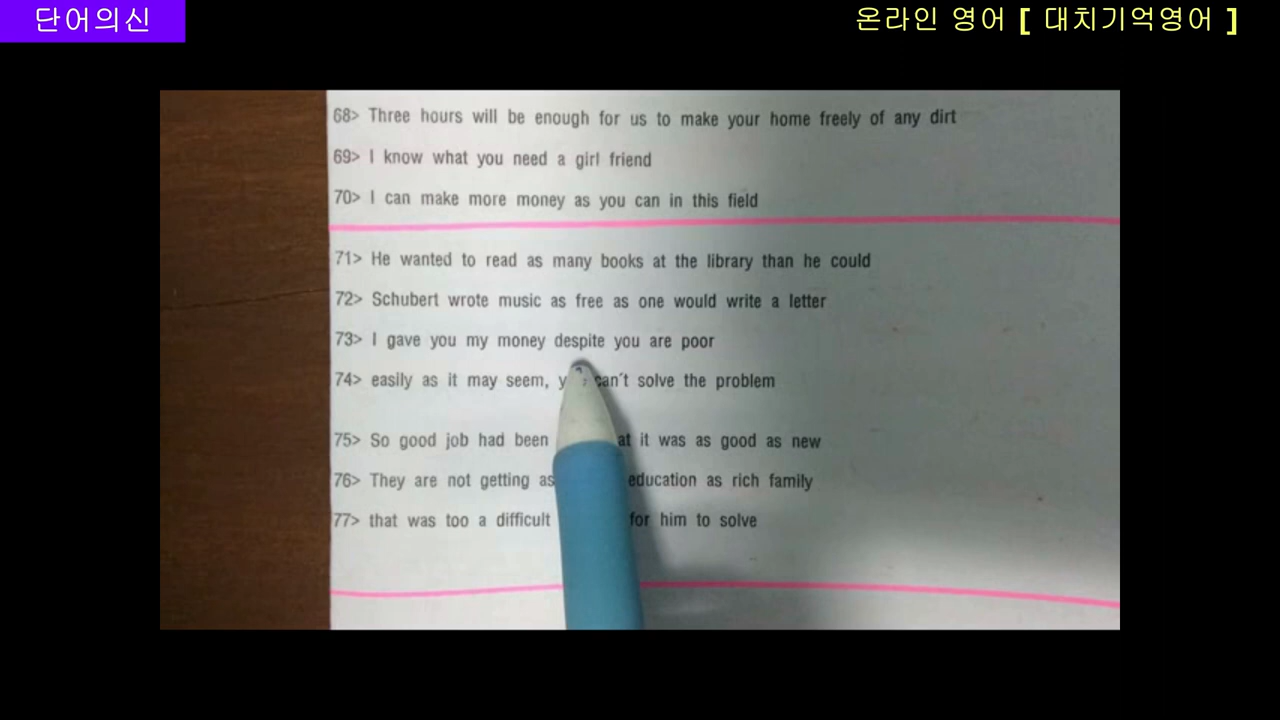 단어의신
온라인 영어 [ 대치기억영어 ]
68> Three hours will be enough for us to make your home freely of any dirt
69> I know what you need a girl friend
70> I can make more money as you can in this field
71> He wanted to read as many books at the library than he could
72> Schubert wrote music as free as one would write a letter
73> I gave you my money despite you are poor
74> easily as it may seem, can't solve the problem
75> So good job had been it was as good as new
76> They are not getting as education as rich family
77> that was too a difficult for him to solve